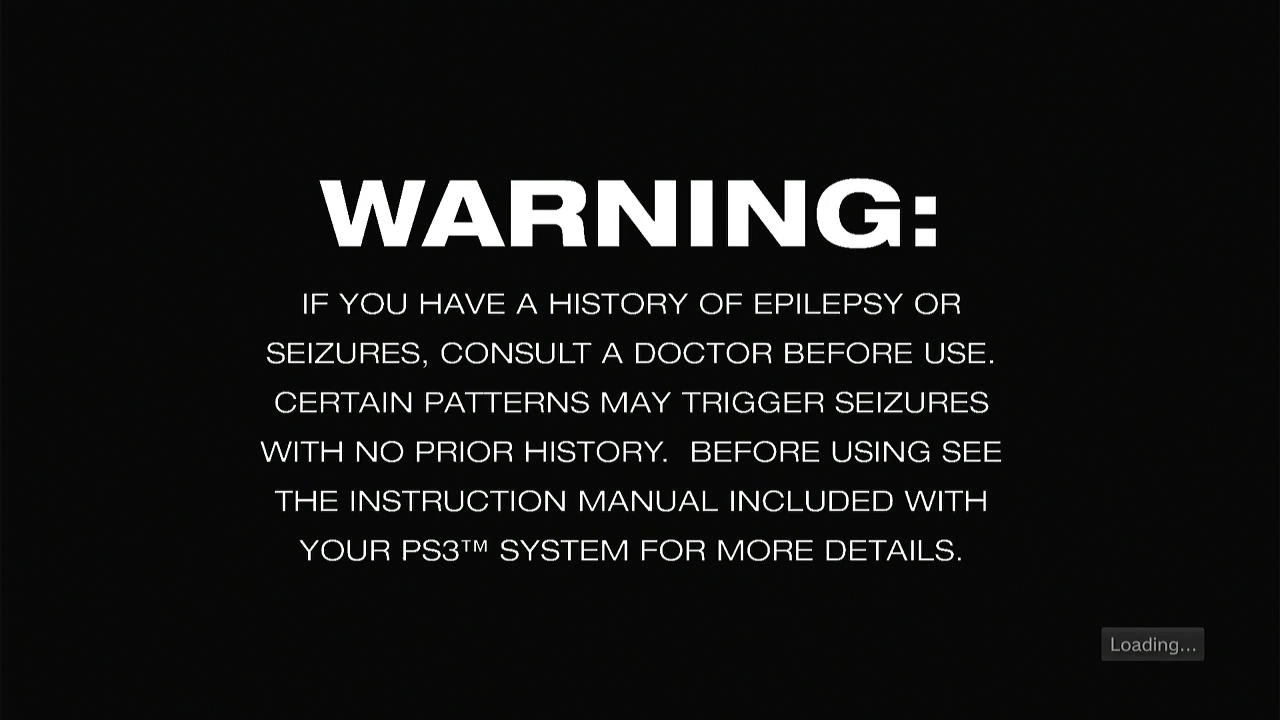 WARNING:
IF YOU HAVE A HISTORY OF EPILEPSY OR
SEIZURES, CONSULT A DOCTOR BEFORE USE.
CERTAIN PATTERNS MAY TRIGGER SEIZURES
WITH NO PRIOR HISTORY.  BEFORE USING SEE
THE INSTRUCTION MANUAL INCLUDED WITH
YOUR PS3™ SYSTEM FOR MORE DETAILS.
Loading...